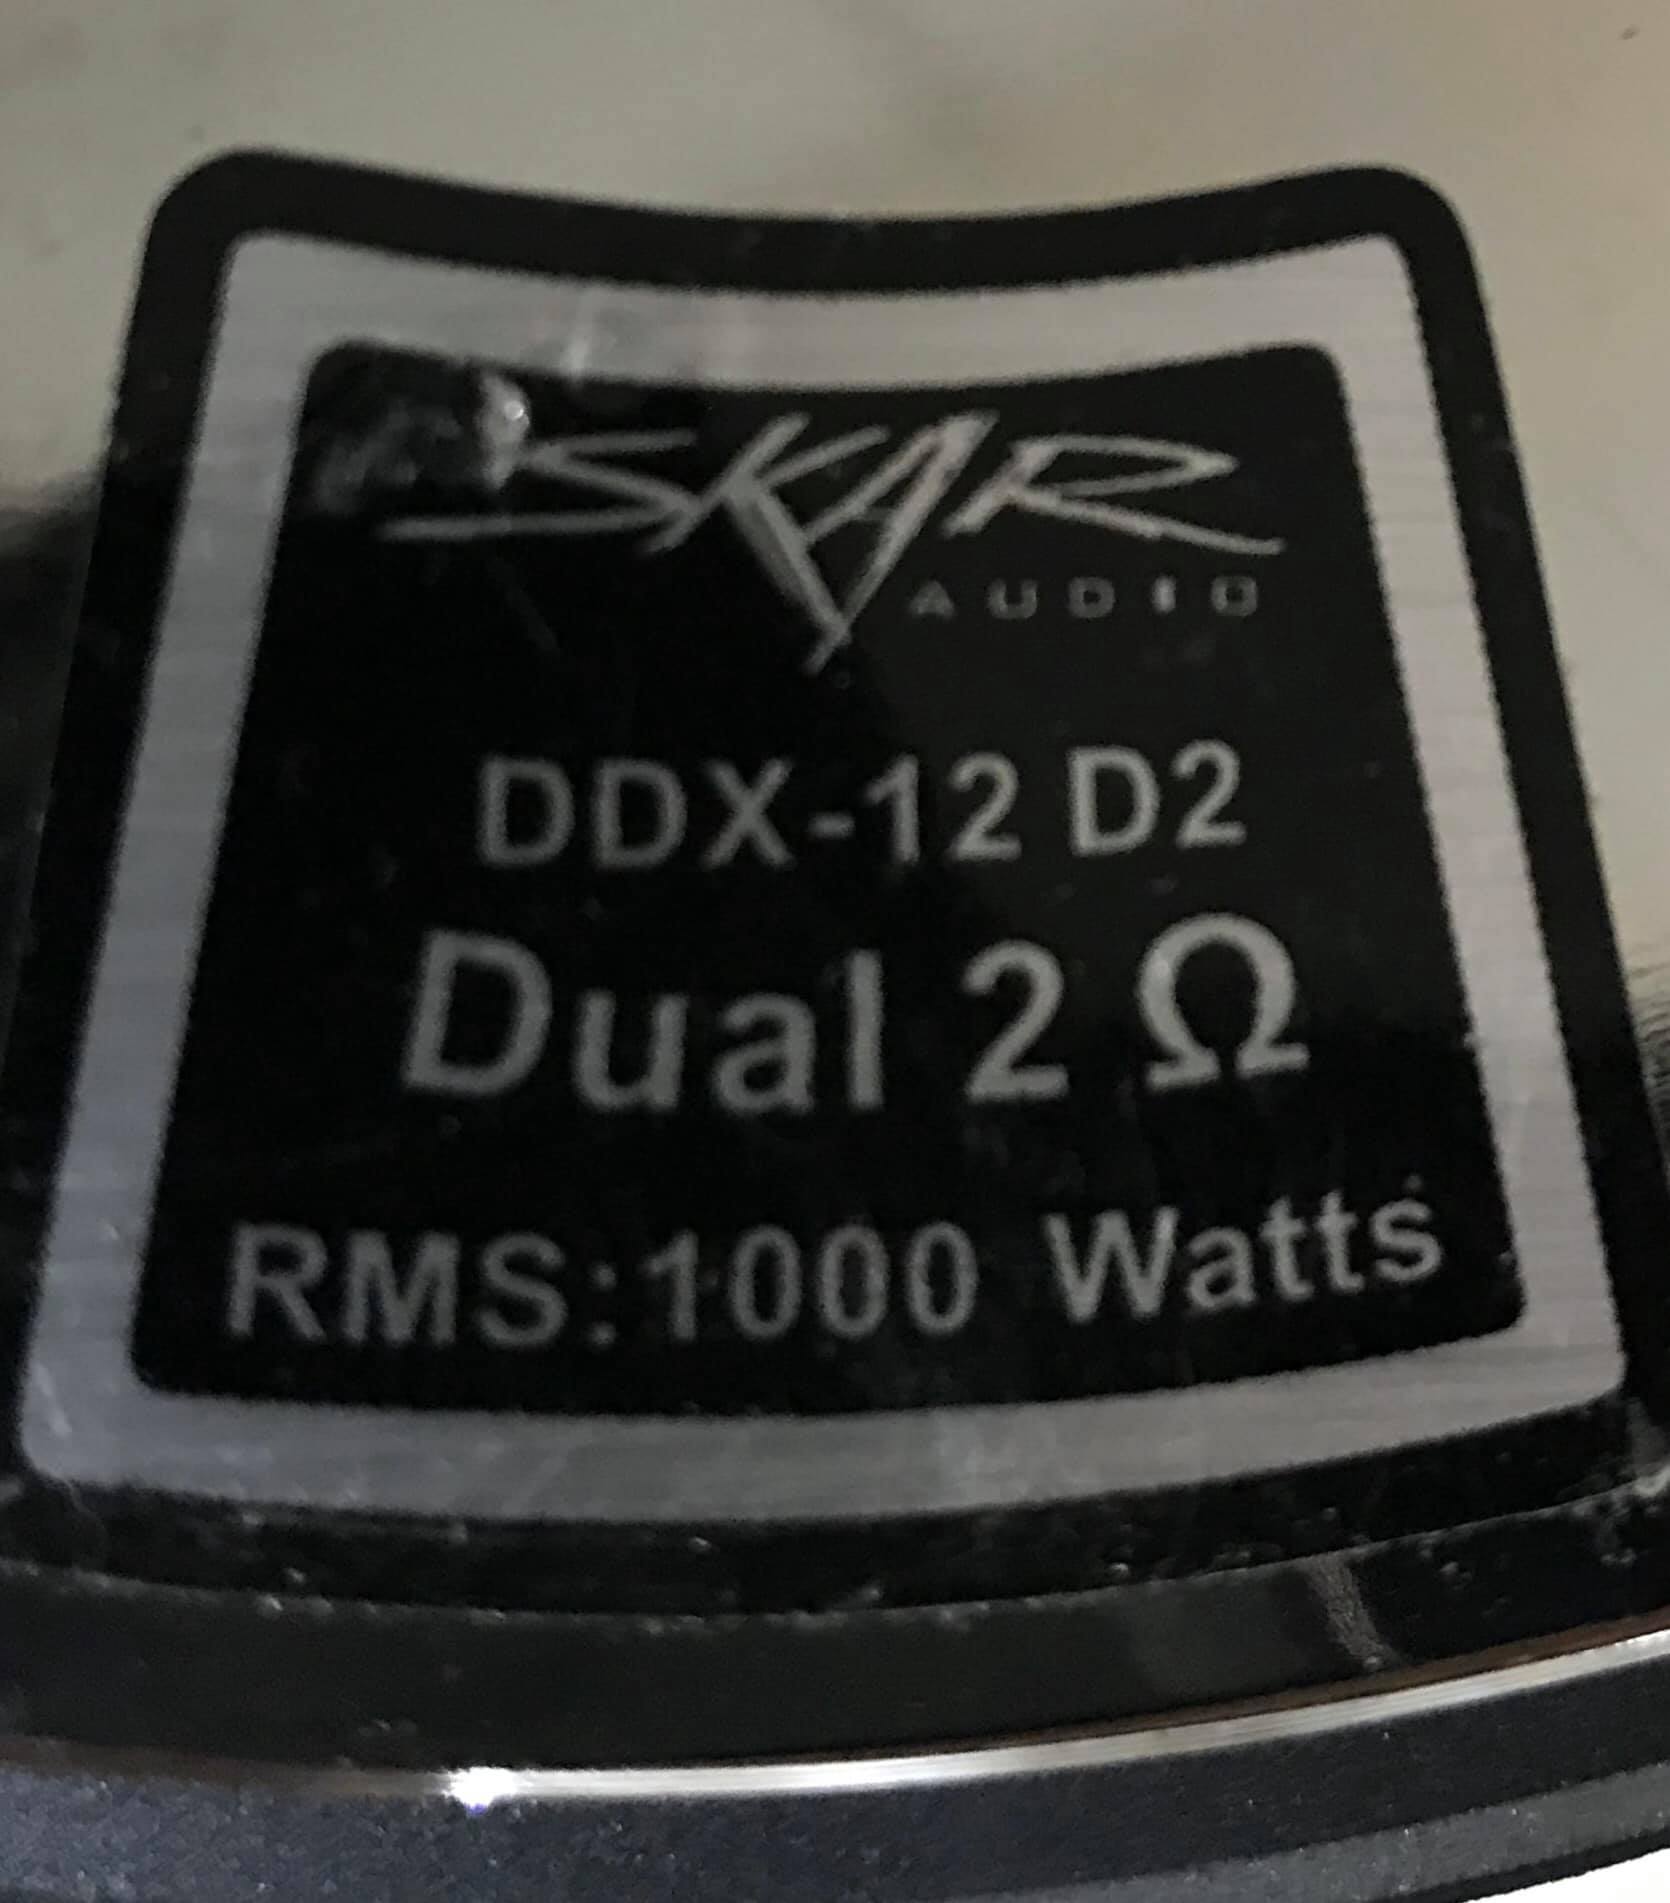 SKAR
AUDIO
DDX-12 D2
Dual 2 Ω
RMS:1000 Watts